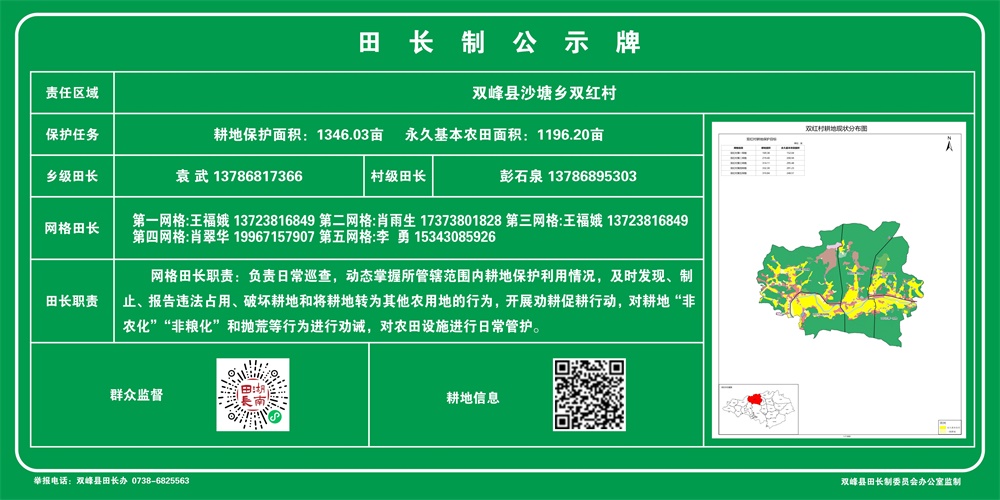 田长制公示牌
责任区域
双峰县沙塘乡双红村
保护任务
耕地保护面积：1346.03亩 永久基本农田面积：1196.20亩
乡级田长
袁 武 13786817366
村级田长
彭石泉 13786895303
网格田长
第一网格:王福娥 13723816849 第二网格:肖雨生 17373801828 第三网格:王福娥 13723816849
第四网格:肖翠华 19967157907 第五网格:李 勇 15343085926
田长职责
网格田长职责：负责日常巡查，动态掌握所管辖范围内耕地保护利用情况，及时发现、制
止、报告违法占用、破坏耕地和将耕地转为其他农用地的行为，开展劝耕促耕行动，对耕地“非
农化”“非粮化”和抛荒等行为进行劝诫，对农田设施进行日常管护。
群众监督
湖南
田长
耕地信息
双红村耕地现状分布图
N
举报电话：双峰县田长办 0738-6825563
双峰县田长制委员会办公室监制